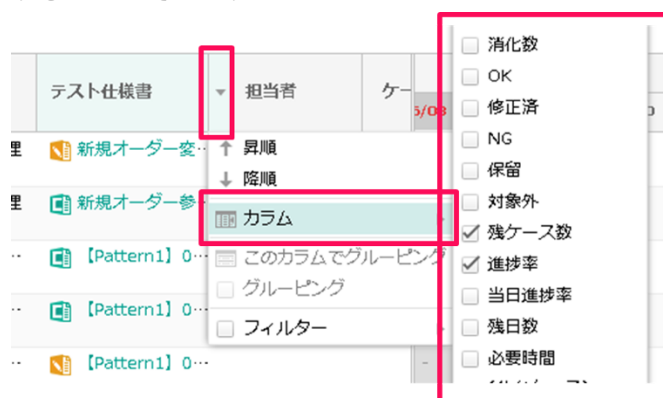 テスト仕様書
担当者
ケー
5/03
理
新規オーダー変…
理
新規オーダー参…
【Pattern1】0…
【Pattern1】0…
【Pattern1】0…
昇順
降順
カラム
このカラムでグルーピング
グルーピング
フィルター
消化数
OK
修正済
NG
保留
対象外
残ケース数
進捗率
当日進捗率
残日数
必要時間